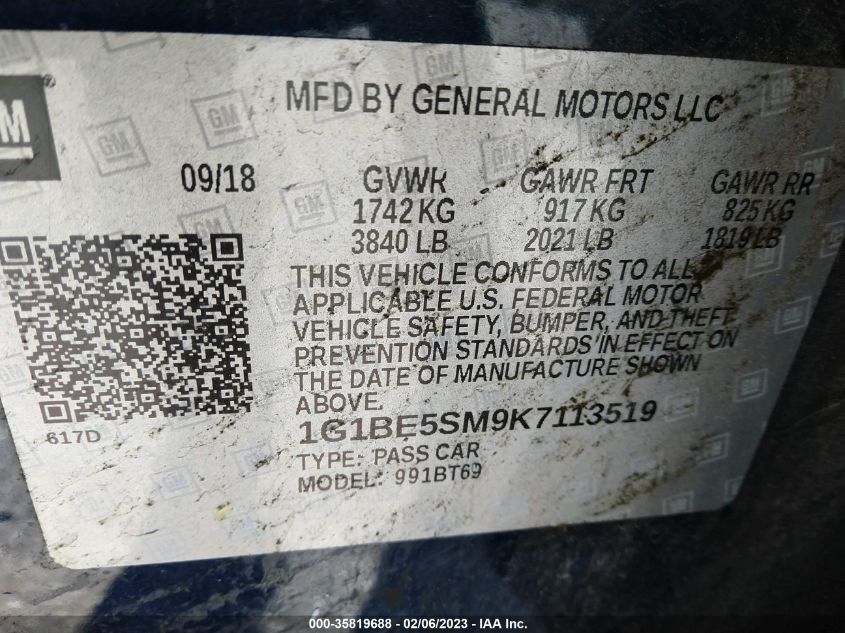 GM
MFD BY GENERAL MOTORS LLC
09/18 GVWR GAWR FRT GAWR RR
1742 KG 917 KG 825 KG
3840 LB 2021 LB 1819 LB
THIS VEHICLE CONFORMS TO ALL
APPLICABLE U.S. FEDERAL MOTOR
VEHICLE SAFETY, BUMPER, AND THEFT
PREVENTION STANDARDS IN EFFECT ON
THE DATE OF MANUFACTURE SHOWN
ABOVE.
617D
1G1BE5SM9K7113519
TYPE: PASS CAR
MODEL: 991BT69
000-35819688 - 02/06/2023 - IAA Inc.